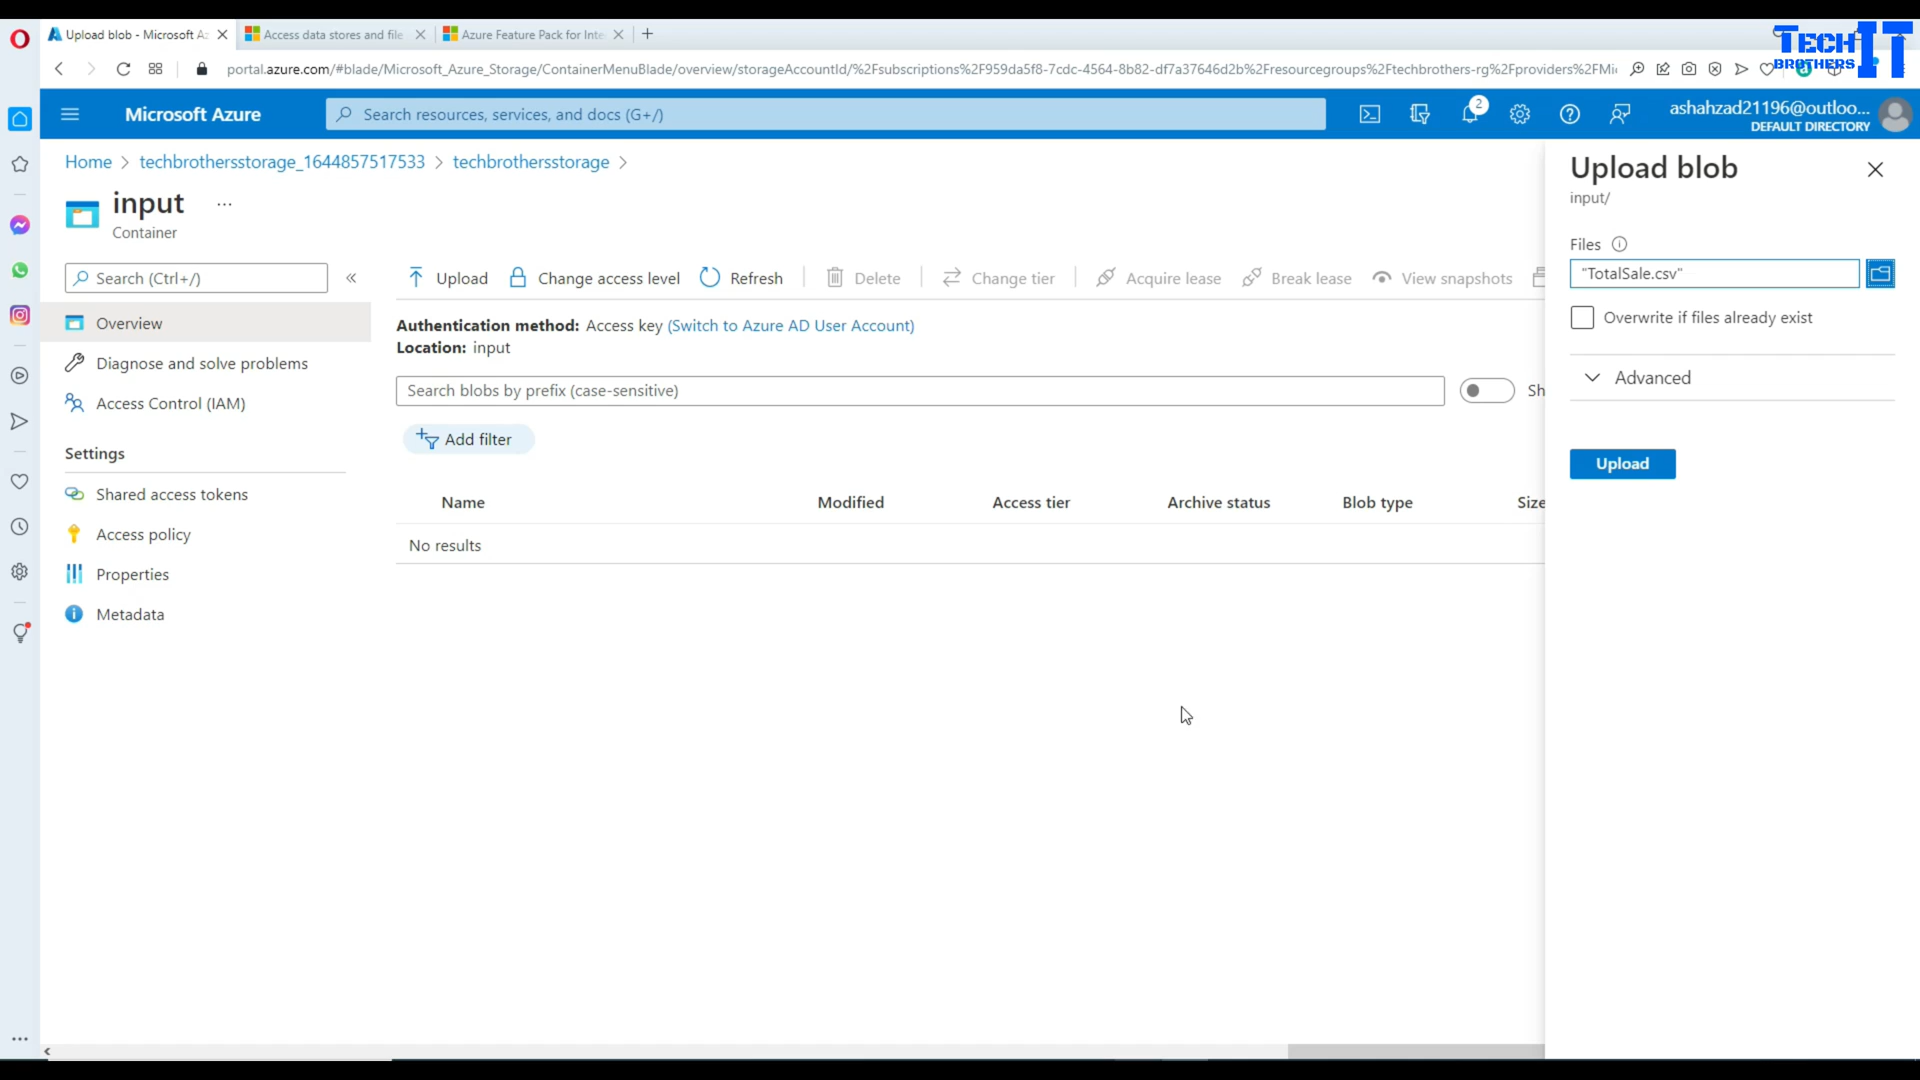 Upload blob - Microsoft Az
Access data stores and file
Azure Feature Pack for Inte
TECH IT
BROTHERS
portal.azure.com/#blade/Microsoft_Azure_Storage/ContainerMenuBlade/overview/storageAccountId/%2Fsubscriptions%2F959da5f8-7cdc-4564-8b82-df7a37646d2b%2Fresourcegroups%2Ftechbrothers-rg%2Fproviders%2FMic
Microsoft Azure
Search resources, services, and docs (G+/)
2
ashahzad21196@outloo...
DEFAULT DIRECTORY
Home > techbrothersstorage_1644857517533 > techbrothersstorage >
input ...
Container
Search (Ctrl+/)
«
Overview
Diagnose and solve problems
Access Control (IAM)
Settings
Shared access tokens
Access policy
Properties
Metadata
Upload
Change access level
Refresh
Delete
Change tier
Acquire lease
Break lease
View snapshots
Authentication method: Access key (Switch to Azure AD User Account)
Location: input
Search blobs by prefix (case-sensitive)
Sh
Add filter
Name Modified Access tier Archive status Blob type Size
No results
Upload blob
input/
Files
"TotalSale.csv"
Overwrite if files already exist
Advanced
Upload